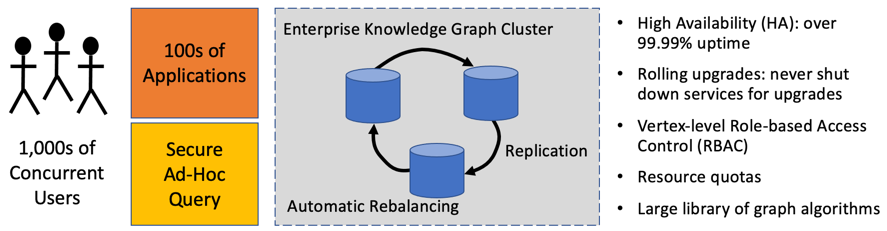 1,000s of
Concurrent
Users
100s of
Applications
Secure
Ad-Hoc
Query
Enterprise Knowledge Graph Cluster
Replication
Automatic Rebalancing
• High Availability (HA): over
99.99% uptime
• Rolling upgrades: never shut
down services for upgrades
• Vertex-level Role-based Access
Control (RBAC)
• Resource quotas
• Large library of graph algorithms